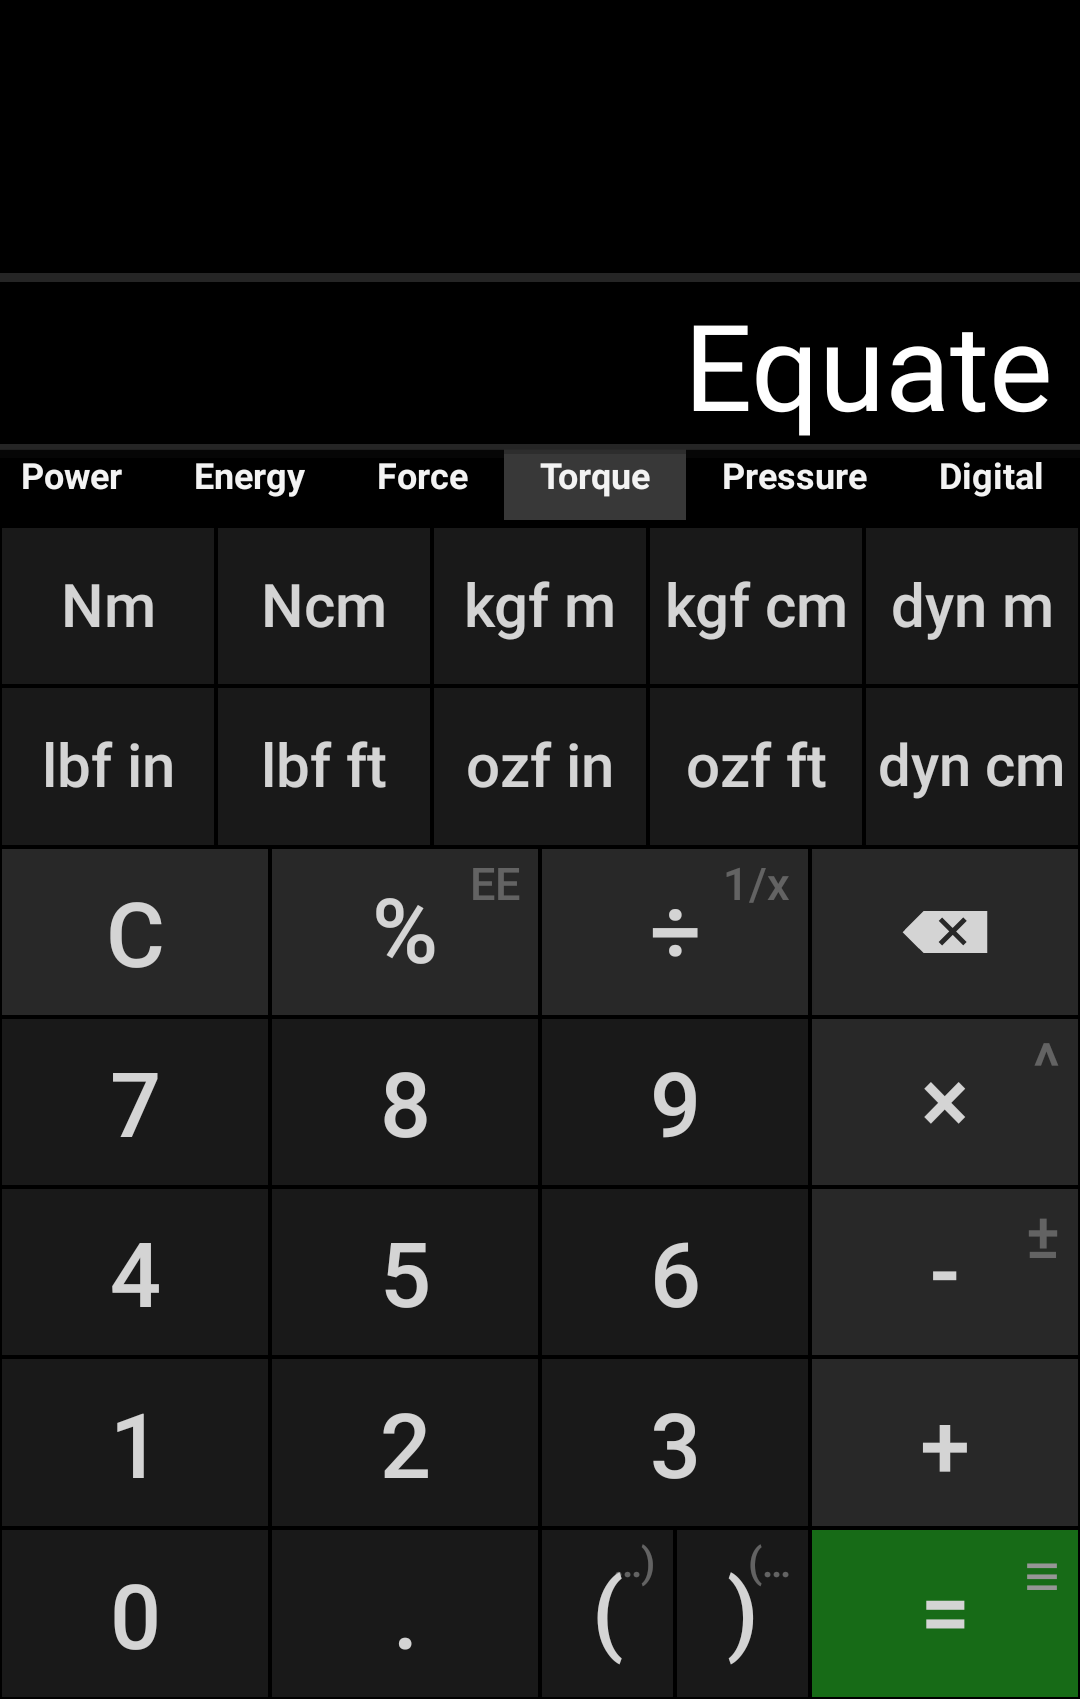 Equate
Power Energy Force Torque Pressure Digital
Nm Ncm kgf m kgf cm dyn m
lbf in lbf ft ozf in ozf ft dyn cm
C % EE ÷ 1/x
7 8 9 × ^
4 5 6 - ±
1 2 3 +
0 . ( ..) ) (... = ≡